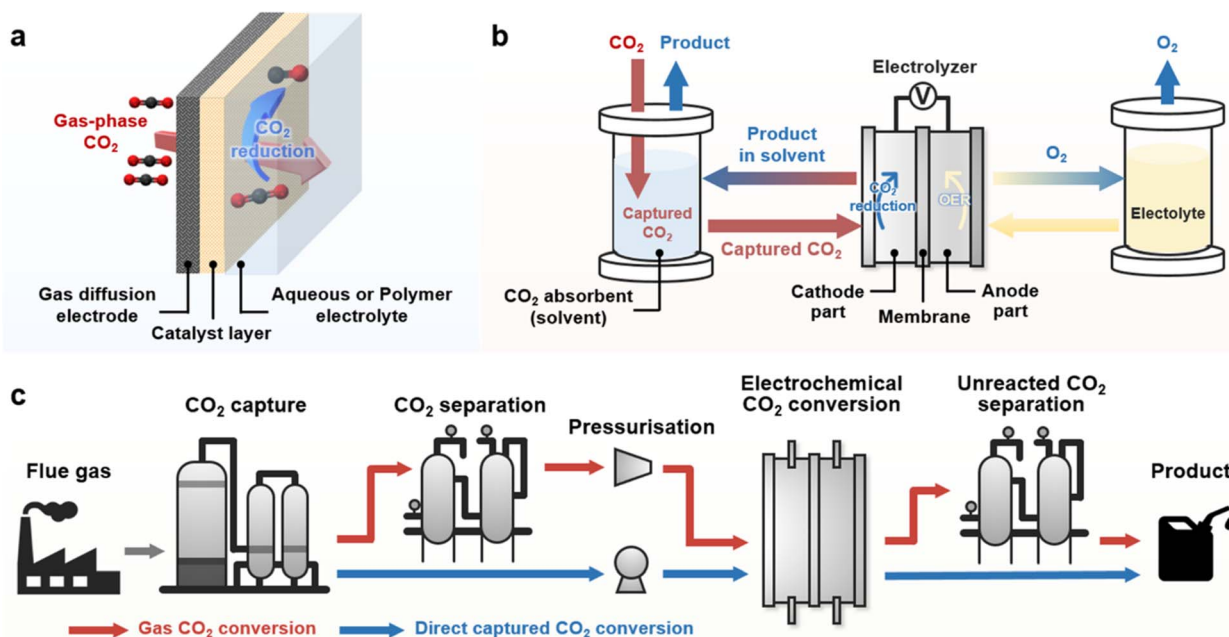 a
Gas-phase
CO2
CO2
reduction
Gas diffusion
electrode
Catalyst layer
Aqueous or Polymer
electrolyte
b
CO2
Product
Electrolyzer
V
O2
Product
in solvent
O2
CO2
reduction
OER
Captured
CO2
Captured CO2
Electolyte
CO2 absorbent
(solvent)
Cathode
part
Membrane
Anode
part
c
Flue gas
CO2 capture
CO2 separation
Pressurisation
Electrochemical
CO2 conversion
Unreacted CO2
separation
Product
Gas CO2 conversion
Direct captured CO2 conversion